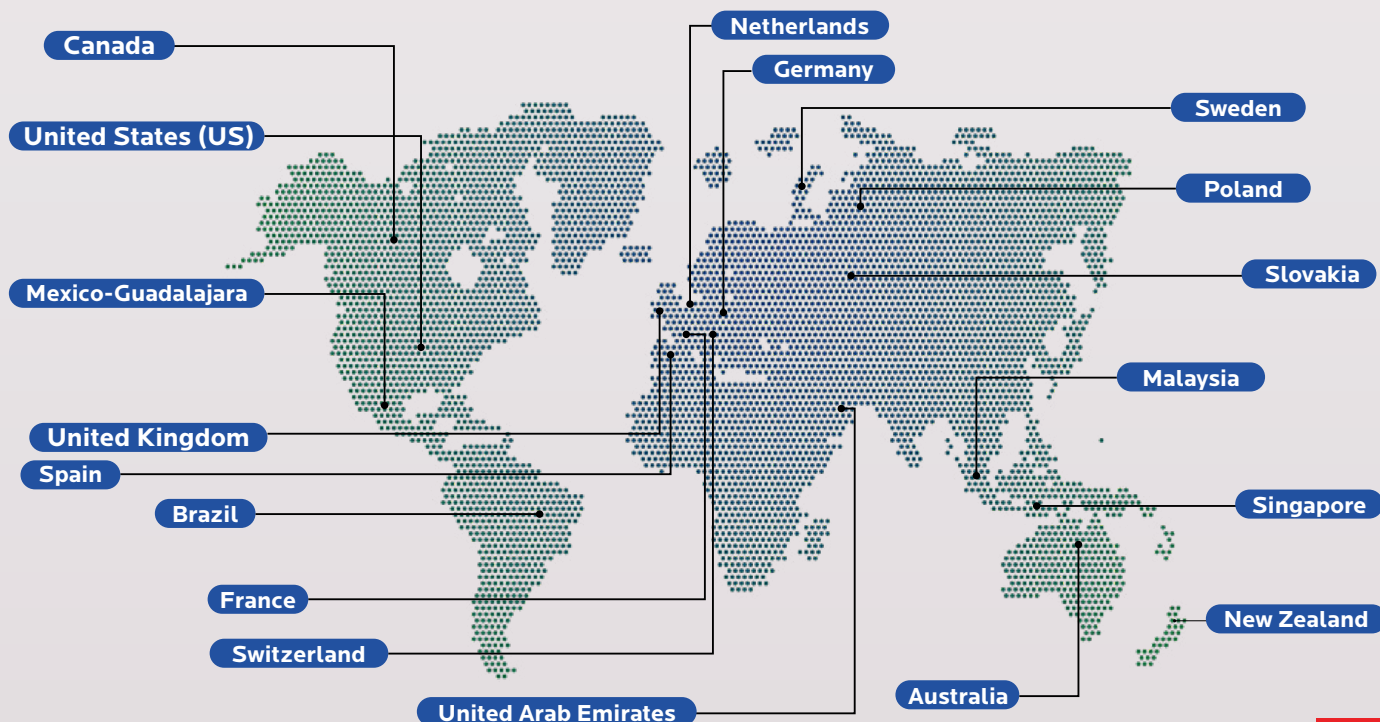 Netherlands
Canada
Germany
Sweden
United States (US)
Poland
Slovakia
Mexico-Guadalajara
Malaysia
United Kingdom
Spain
Singapore
Brazil
France
New Zealand
Switzerland
Australia
United Arab Emirates